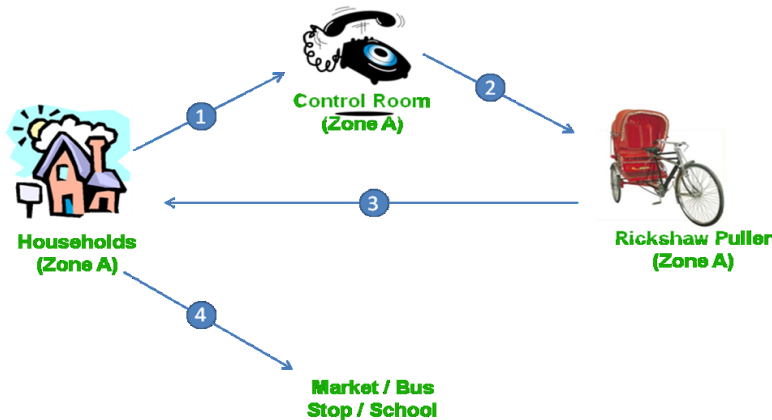 Control Room
(Zone A)
1
2
3
Households
(Zone A)
Rickshaw Puller
(Zone A)
4
Market / Bus
Stop / School